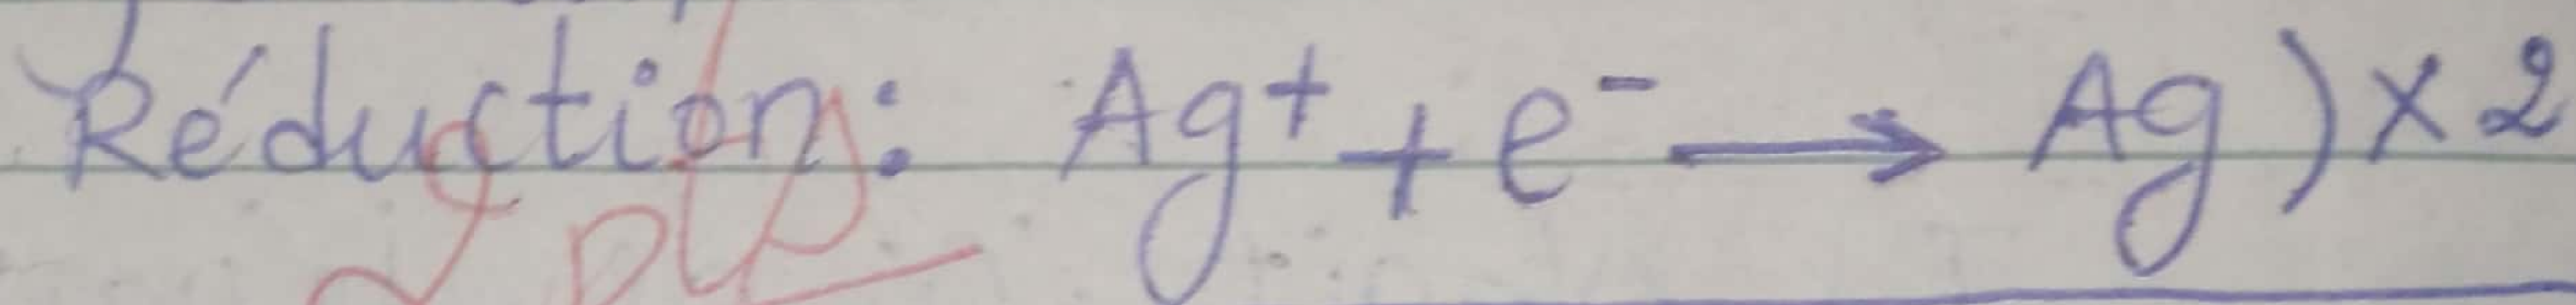 Réduction: Ag⁺ + e⁻ → Ag) × 2